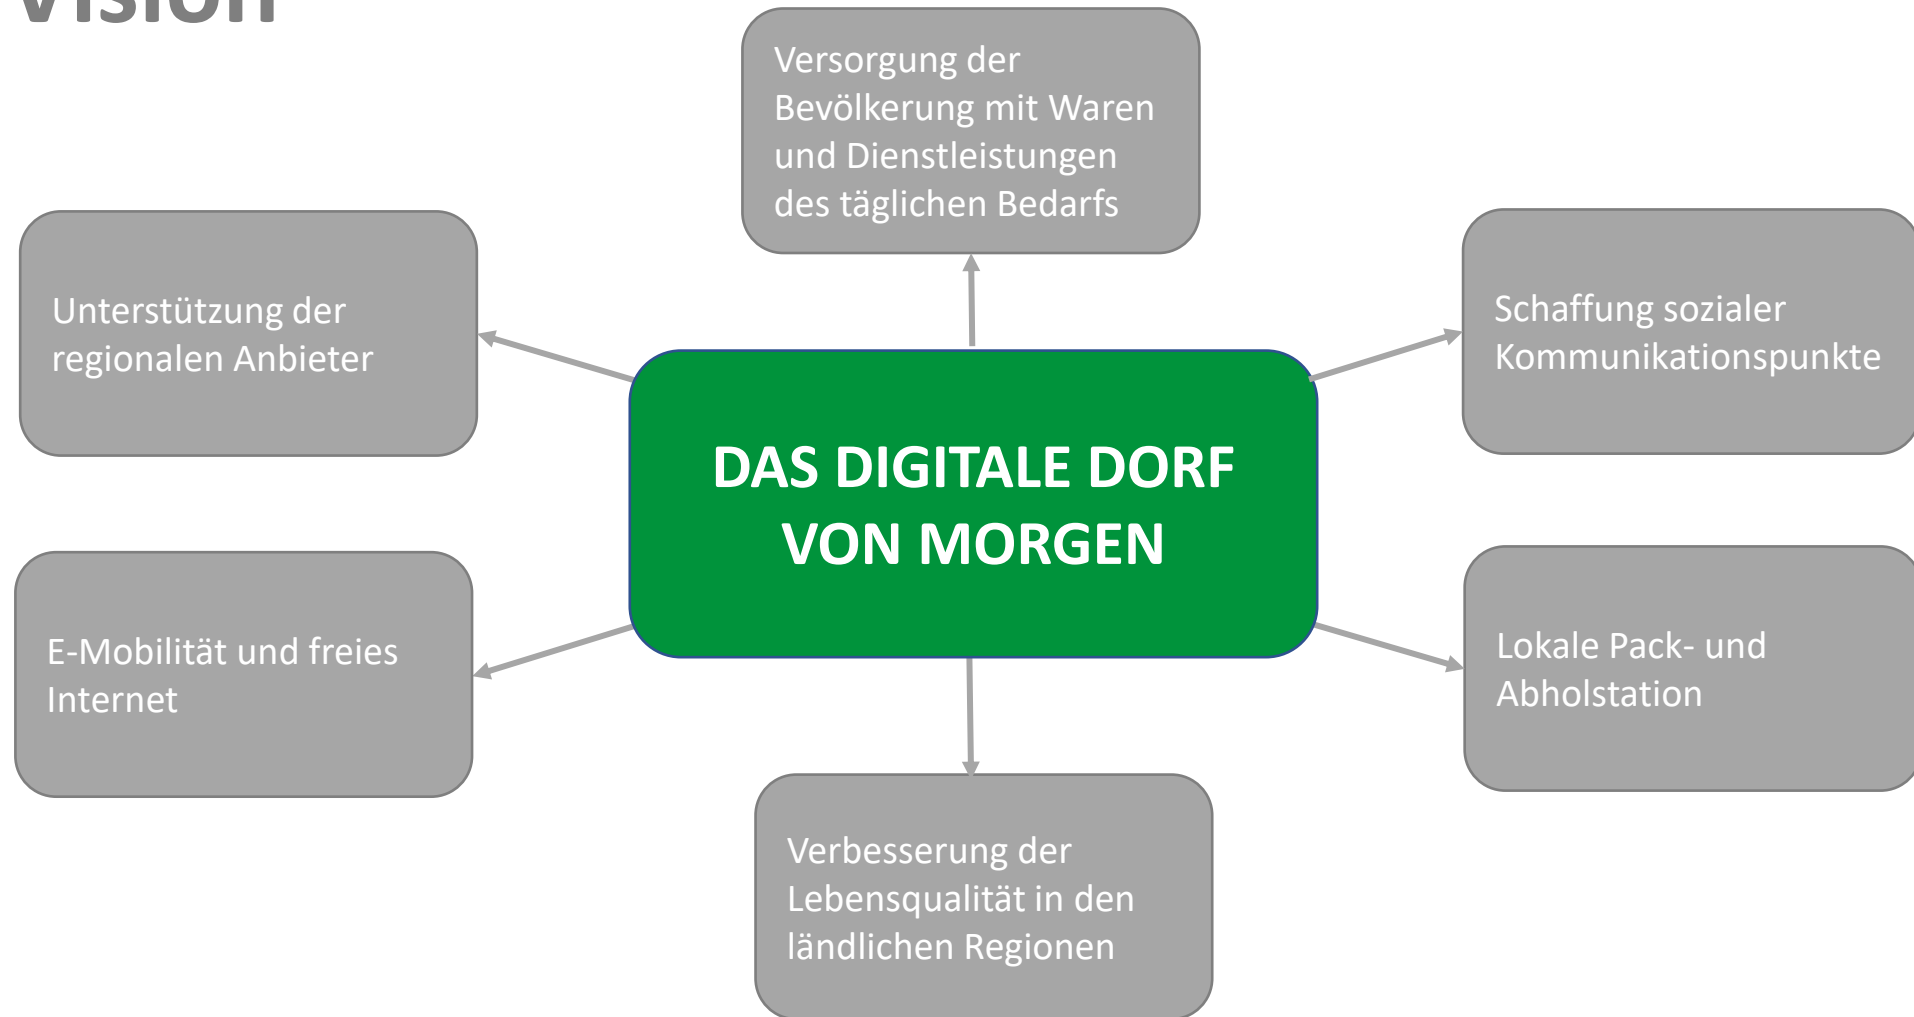 Vision
Versorgung der
Bevölkerung mit Waren
und Dienstleistungen
des täglichen Bedarfs
Unterstützung der
regionalen Anbieter
Schaffung sozialer
Kommunikationspunkte
DAS DIGITALE DORF
VON MORGEN
E-Mobilität und freies
Internet
Lokale Pack- und
Abholstation
Verbesserung der
Lebensqualität in den
ländlichen Regionen